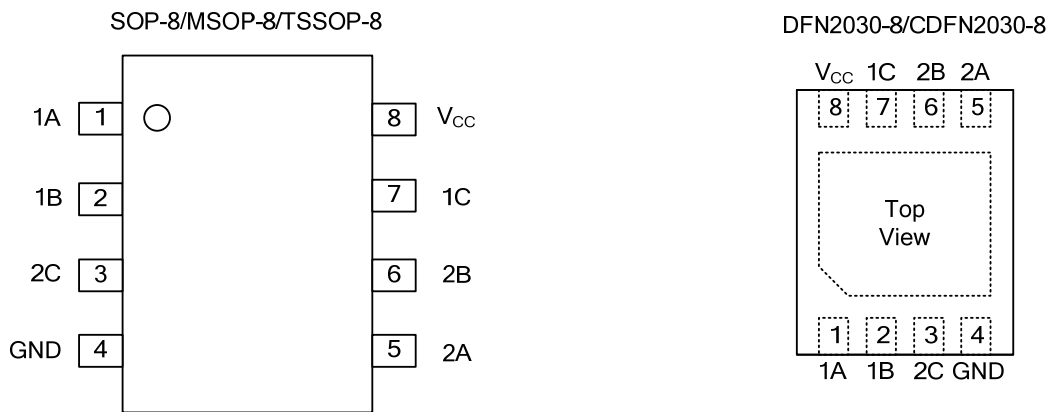 SOP-8/MSOP-8/TSSOP-8
1A 1 8 VCC
1B 2 7 1C
2C 3 6 2B
GND 4 5 2A
DFN2030-8/CDFN2030-8
VCC 1C 2B 2A
8 7 6 5
Top
View
1 2 3 4
1A 1B 2C GND